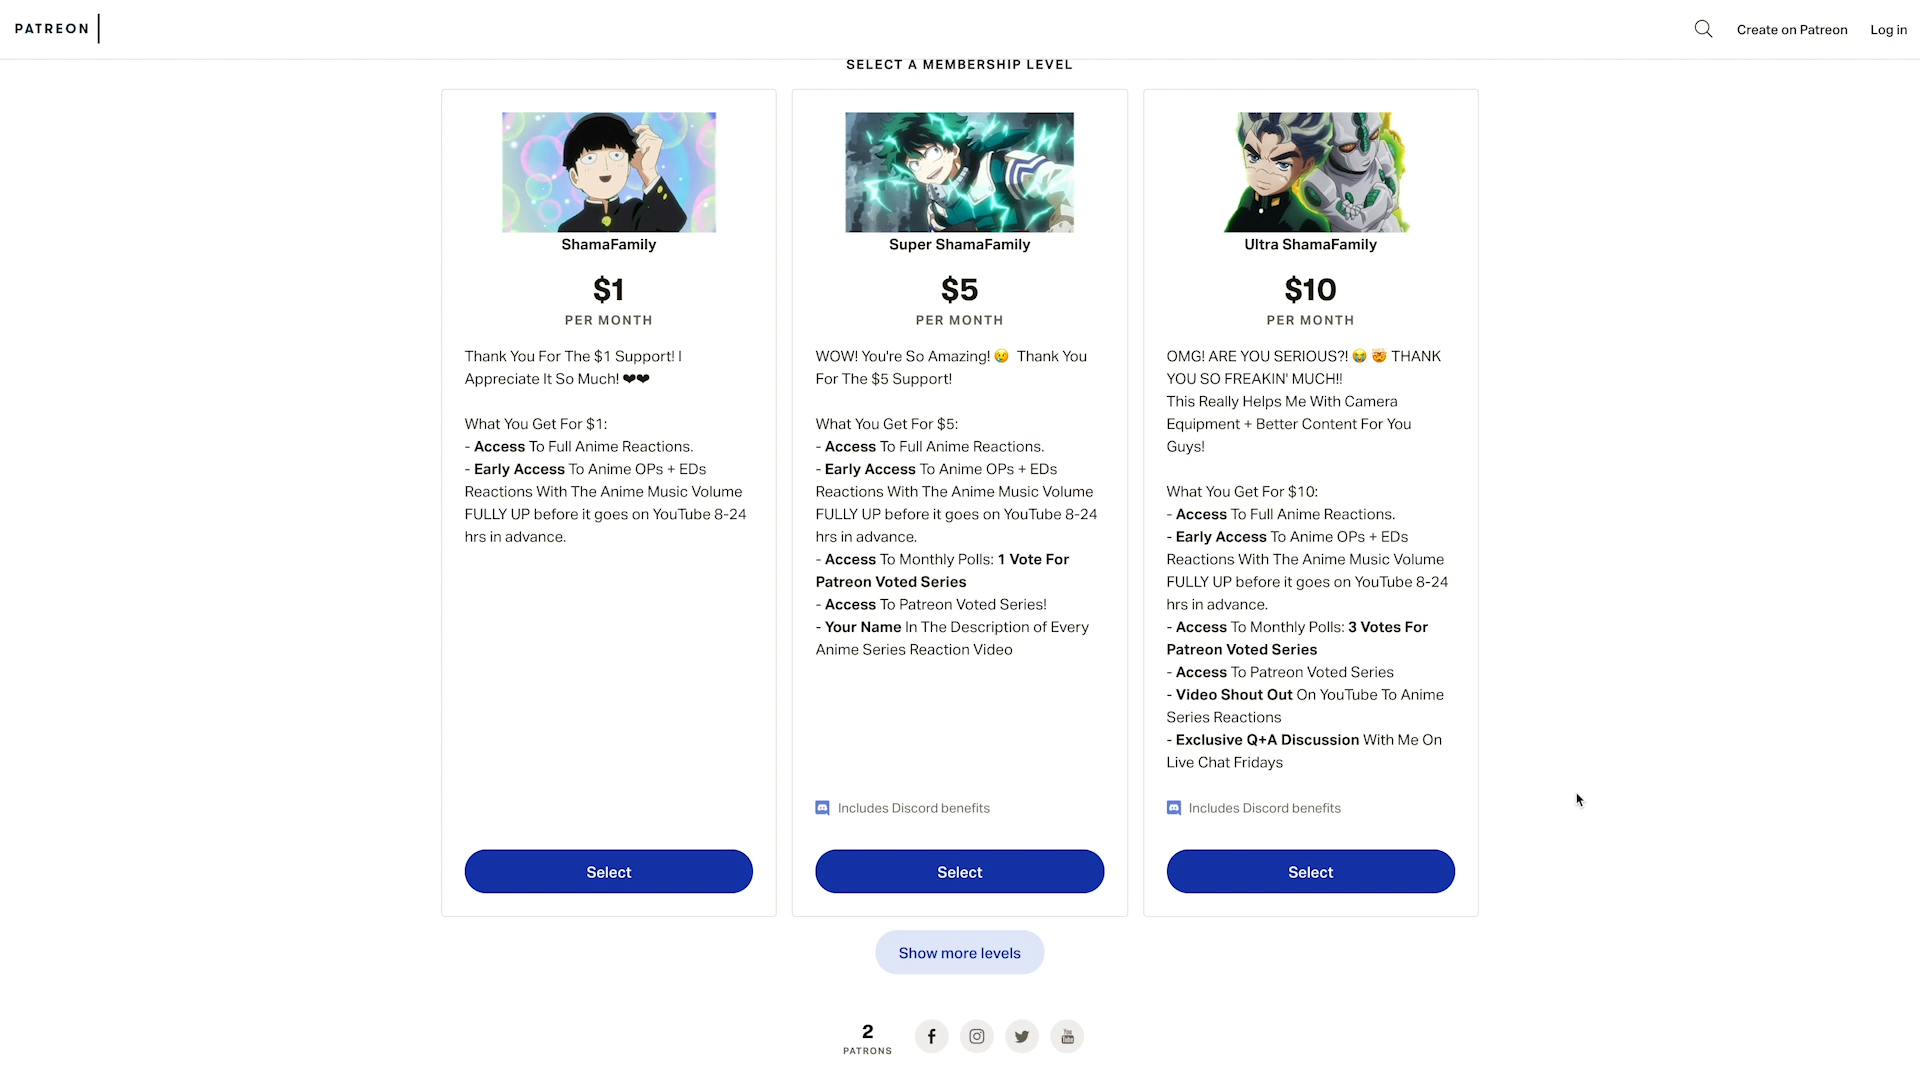 PATREON
Create on Patreon
Log in
SELECT A MEMBERSHIP LEVEL
ShamaFamily
$1
PER MONTH
Thank You For The $1 Support! I
Appreciate It So Much! ❤❤
What You Get For $1:
- Access To Full Anime Reactions.
- Early Access To Anime OPs + EDs
Reactions With The Anime Music Volume
FULLY UP before it goes on YouTube 8-24
hrs in advance.
Select
Super ShamaFamily
$5
PER MONTH
WOW! You're So Amazing! 😢 Thank You
For The $5 Support!
What You Get For $5:
- Access To Full Anime Reactions.
- Early Access To Anime OPs + EDs
Reactions With The Anime Music Volume
FULLY UP before it goes on YouTube 8-24
hrs in advance.
- Access To Monthly Polls: 1 Vote For
Patreon Voted Series
- Access To Patreon Voted Series!
- Your Name In The Description of Every
Anime Series Reaction Video
Includes Discord benefits
Select
Ultra ShamaFamily
$10
PER MONTH
OMG! ARE YOU SERIOUS?! 😭 🤯 THANK
YOU SO FREAKIN' MUCH!!
This Really Helps Me With Camera
Equipment + Better Content For You
Guys!
What You Get For $10:
- Access To Full Anime Reactions.
- Early Access To Anime OPs + EDs
Reactions With The Anime Music Volume
FULLY UP before it goes on YouTube 8-24
hrs in advance.
- Access To Monthly Polls: 3 Votes For
Patreon Voted Series
- Access To Patreon Voted Series
- Video Shout Out On YouTube To Anime
Series Reactions
- Exclusive Q+A Discussion With Me On
Live Chat Fridays
Includes Discord benefits
Select
Show more levels
2
PATRONS
You
Tube